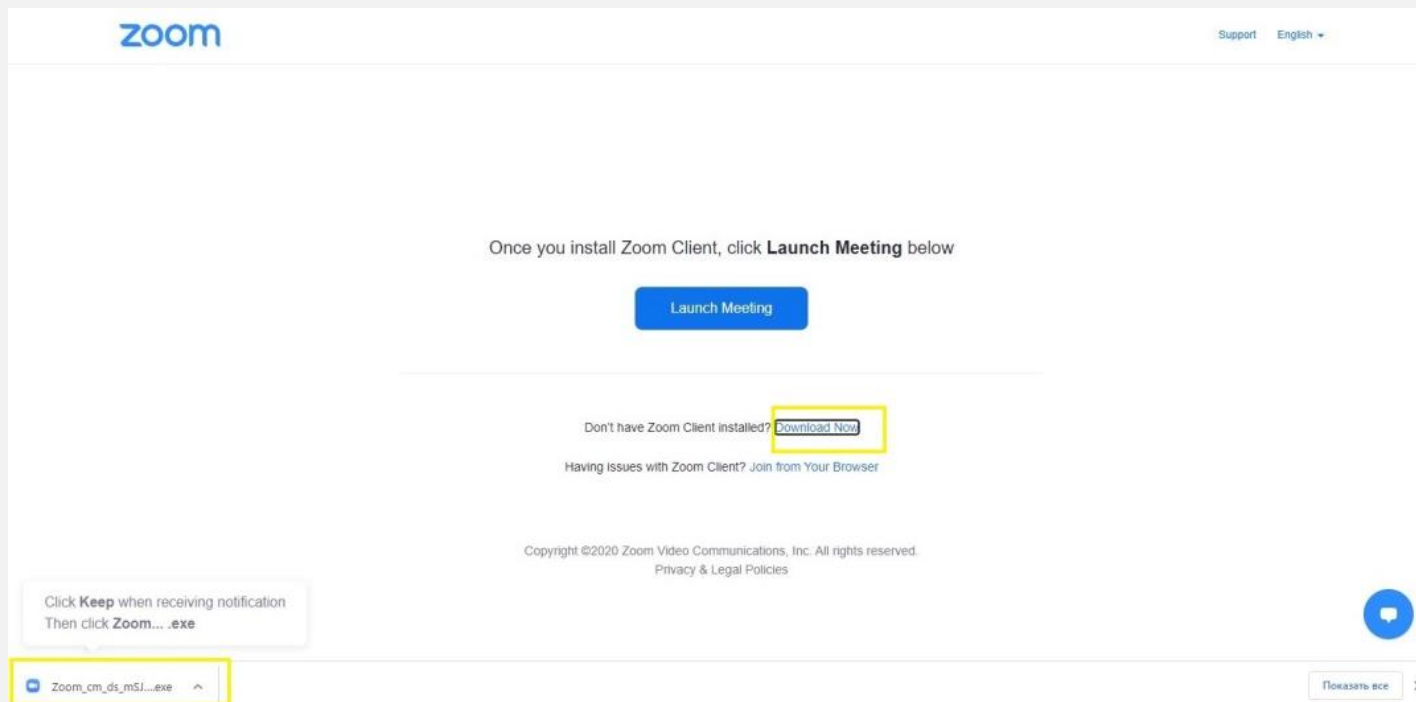 zoom
Support English
Once you install Zoom Client, click Launch Meeting below
Launch Meeting
Don't have Zoom Client installed? Download Now
Having issues with Zoom Client? Join from Your Browser
Copyright ©2020 Zoom Video Communications, Inc. All rights reserved.
Privacy & Legal Policies
Click Keep when receiving notification
Then click Zoom... .exe
Zoom_cm_ds_mSJ....exe
Показать все